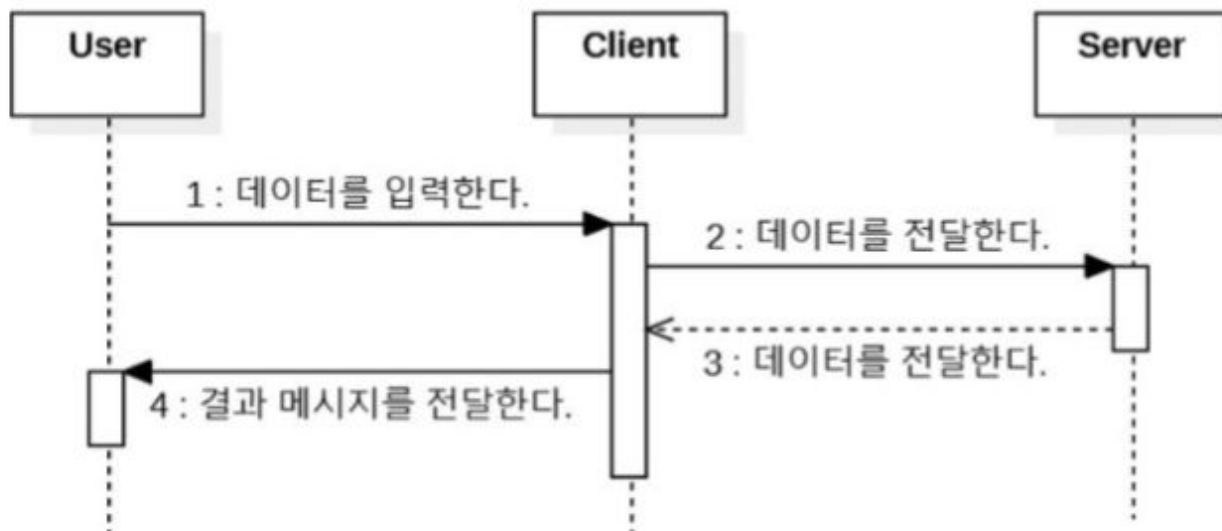 User
Client
Server
1 : 데이터를 입력한다.
2 : 데이터를 전달한다.
3 : 데이터를 전달한다.
4 : 결과 메시지를 전달한다.